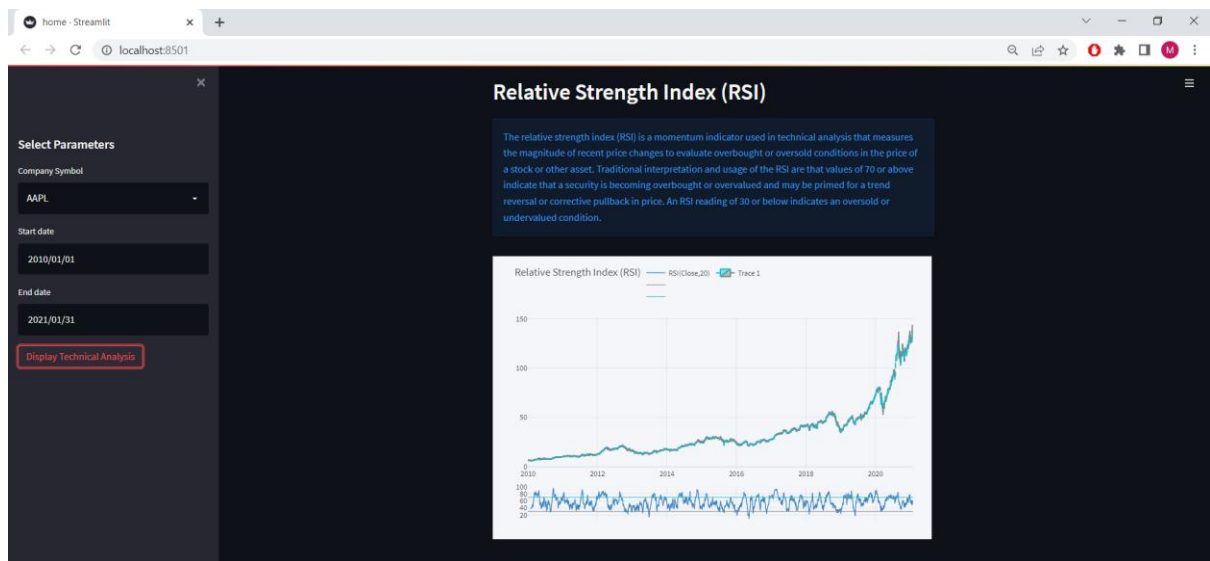 home · Streamlit
localhost:8501
M
Select Parameters
Company Symbol
AAPL
Start date
2010/01/01
End date
2021/01/31
Display Technical Analysis
Relative Strength Index (RSI)
The relative strength index (RSI) is a momentum indicator used in technical analysis that measures
the magnitude of recent price changes to evaluate overbought or oversold conditions in the price of
a stock or other asset. Traditional interpretation and usage of the RSI are that values of 70 or above
indicate that a security is becoming overbought or overvalued and may be primed for a trend
reversal or corrective pullback in price. An RSI reading of 30 or below indicates an oversold or
undervalued condition.
Relative Strength Index (RSI) RSI(Close,20) Trace 1
150
100
50
0
2010 2012 2014 2016 2018 2020
100
80
60
40
20